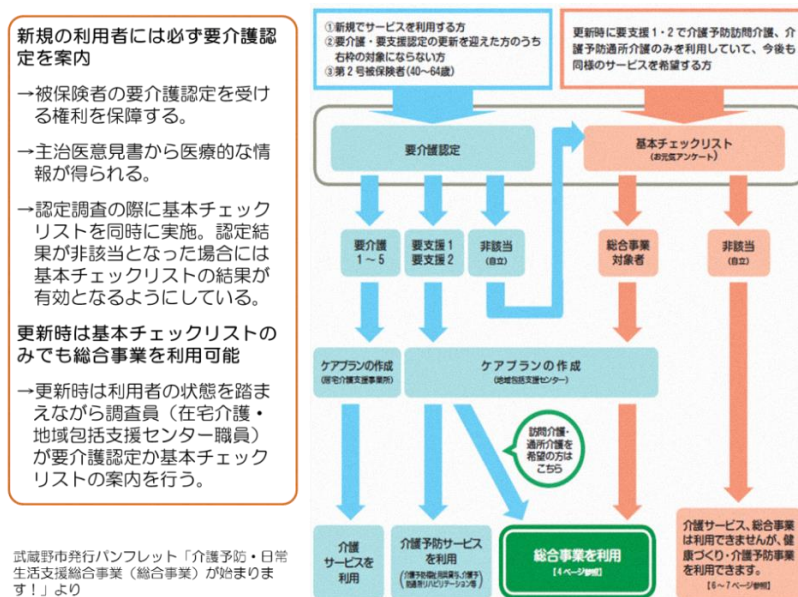 新規の利用者には必ず要介護認
定を案内
→被保険者の要介護認定を受け
る権利を保障する。
→主治医意見書から医療的な情
報が得られる。
→認定調査の際に基本チェック
リストを同時に実施。認定結
果が非該当となった場合には
基本チェックリストの結果が
有効となるようにしている。
更新時は基本チェックリストの
みでも総合事業を利用可能
→更新時は利用者の状態を踏ま
えながら調査員（在宅介護・
地域包括支援センター職員）
が要介護認定か基本チェック
リストの案内を行う。
武蔵野市発行パンフレット「介護予防・日常
生活支援総合事業（総合事業）が始まりま
す！」より
①新規でサービスを利用する方
②要介護・要支援認定の更新を迎えた方のうち
右枠の対象にならない方
③第2号被保険者(40〜64歳)
更新時に要支援1・2で介護予防訪問介護、介
護予防通所介護のみを利用していて、今後も
同様のサービスを希望する方
要介護認定
基本チェックリスト
(お元気アンケート)
要介護
1〜5
要支援1
要支援2
非該当
(自立)
総合事業
対象者
非該当
(自立)
ケアプランの作成
(居宅介護支援事業所)
ケアプランの作成
(地域包括支援センター)
訪問介護・
通所介護を
希望の方は
こちら
介護
サービスを
利用
介護予防サービス
を利用
(介護予防福祉用具貸与、介護予
防通所リハビリテーション等)
総合事業を利用
【4ページ参照】
介護サービス、総合事業
は利用できませんが、健
康づくり・介護予防事業
を利用できます。
【6〜7ページ参照】